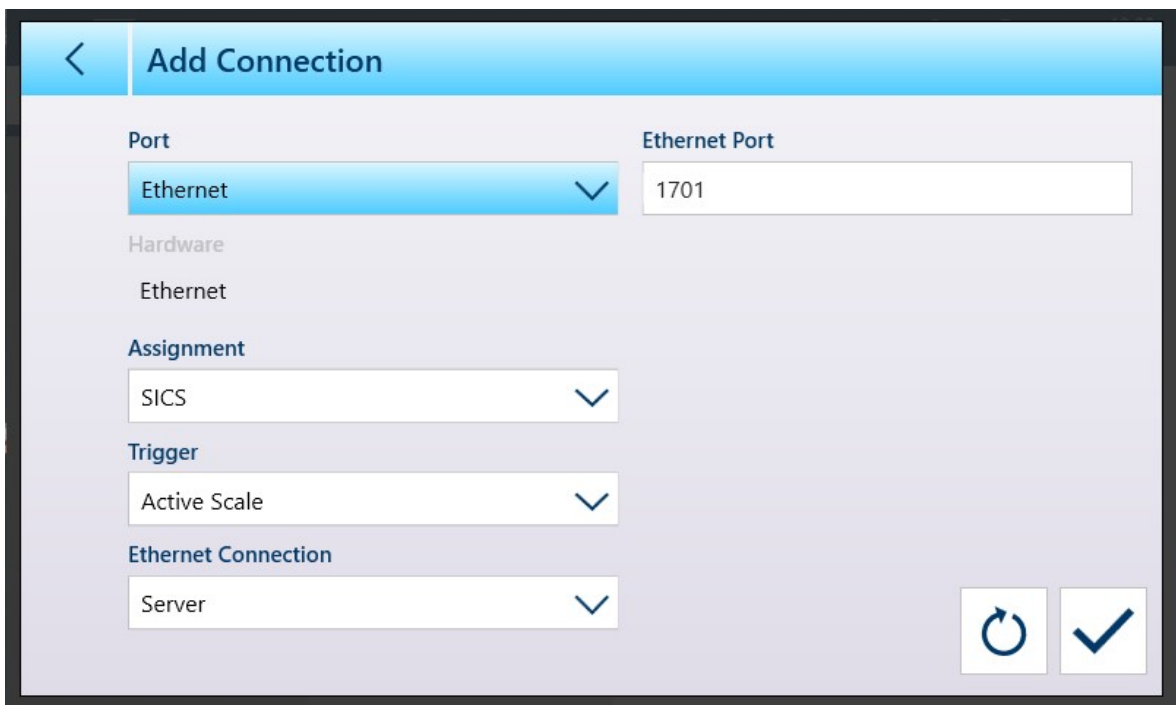 Add Connection
Port
Ethernet Port
Ethernet
1701
Hardware
Ethernet
Assignment
SICS
Trigger
Active Scale
Ethernet Connection
Server